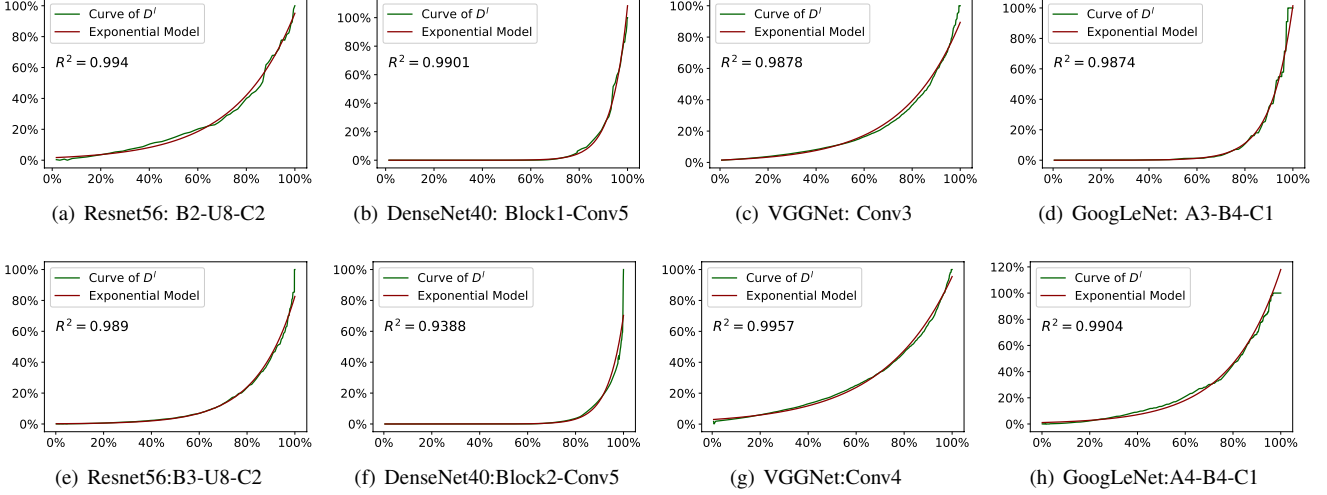 Curve of D^l
Exponential Model
R² = 0.994
100%
80%
60%
40%
20%
0%
0% 20% 40% 60% 80% 100%
(a) Resnet56: B2-U8-C2
Curve of D^l
Exponential Model
R² = 0.9901
100%
80%
60%
40%
20%
0%
0% 20% 40% 60% 80% 100%
(b) DenseNet40: Block1-Conv5
Curve of D^l
Exponential Model
R² = 0.9878
100%
80%
60%
40%
20%
0%
0% 20% 40% 60% 80% 100%
(c) VGGNet: Conv3
Curve of D^l
Exponential Model
R² = 0.9874
100%
80%
60%
40%
20%
0%
0% 20% 40% 60% 80% 100%
(d) GoogLeNet: A3-B4-C1
Curve of D^l
Exponential Model
R² = 0.989
100%
80%
60%
40%
20%
0%
0% 20% 40% 60% 80% 100%
(e) Resnet56:B3-U8-C2
Curve of D^l
Exponential Model
R² = 0.9388
100%
80%
60%
40%
20%
0%
0% 20% 40% 60% 80% 100%
(f) DenseNet40:Block2-Conv5
Curve of D^l
Exponential Model
R² = 0.9957
100%
80%
60%
40%
20%
0%
0% 20% 40% 60% 80% 100%
(g) VGGNet:Conv4
Curve of D^l
Exponential Model
R² = 0.9904
120%
100%
80%
60%
40%
20%
0%
0% 20% 40% 60% 80% 100%
(h) GoogLeNet:A4-B4-C1